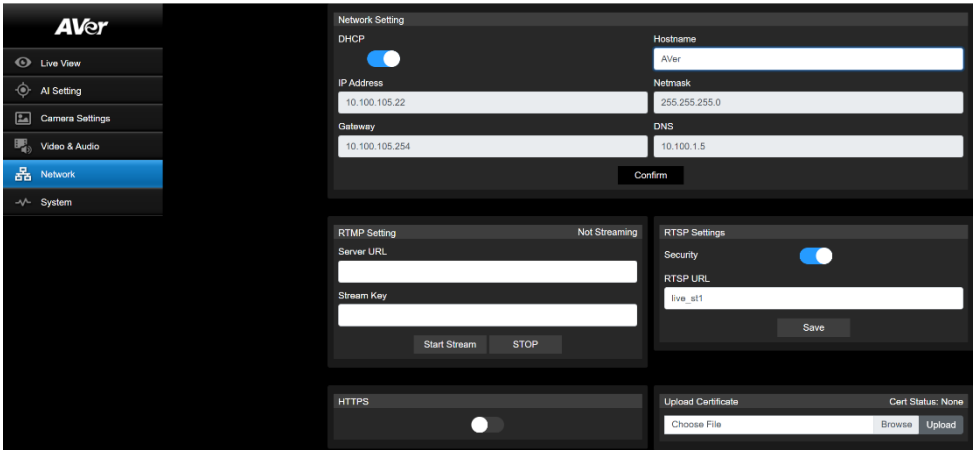 AVer
Live View
AI Setting
Camera Settings
Video & Audio
Network
System
Network Setting
DHCP
Hostname
AVer
IP Address
Netmask
10.100.105.22
255.255.255.0
Gateway
DNS
10.100.105.254
10.100.1.5
Confirm
RTMP Setting
Not Streaming
Server URL
Stream Key
Start Stream
STOP
RTSP Settings
Security
RTSP URL
live_st1
Save
HTTPS
Upload Certificate
Cert Status: None
Choose File
Browse
Upload